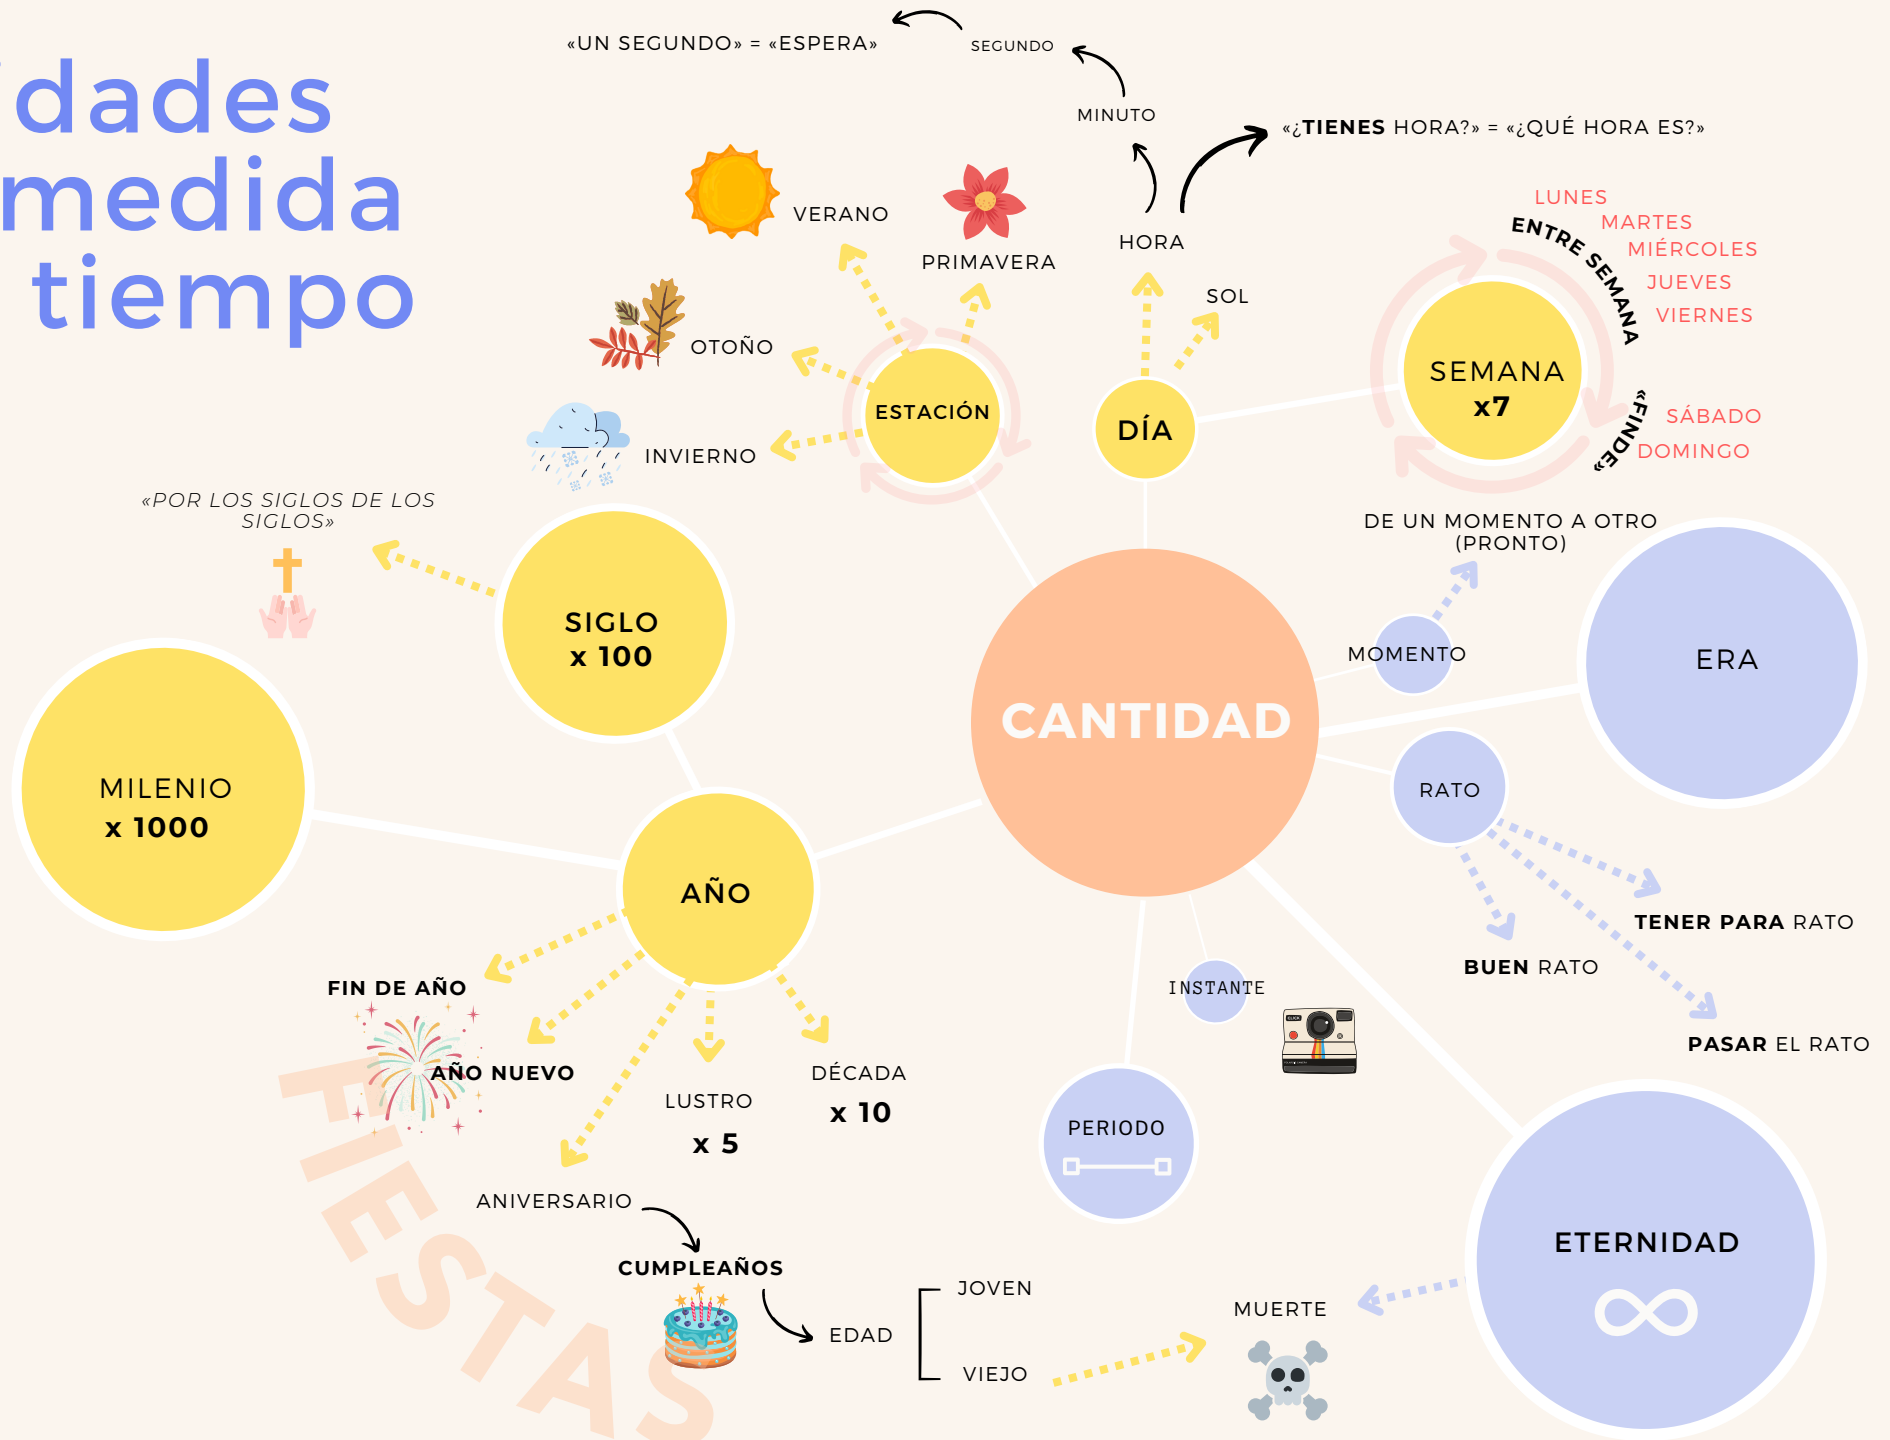 dades
medida
tiempo
«UN SEGUNDO» = «ESPERA»
SEGUNDO
MINUTO
«¿TIENES HORA?» = «¿QUÉ HORA ES?»
HORA
SOL
VERANO
PRIMAVERA
OTOÑO
INVIERNO
ESTACIÓN
DÍA
SEMANA
x7
ENTRE SEMANA
LUNES
MARTES
MIÉRCOLES
JUEVES
VIERNES
«FINDE»
SÁBADO
DOMINGO
«POR LOS SIGLOS DE LOS
SIGLOS»
SIGLO
x 100
MILENIO
x 1000
AÑO
CANTIDAD
DE UN MOMENTO A OTRO
(PRONTO)
MOMENTO
ERA
RATO
TENER PARA RATO
BUEN RATO
PASAR EL RATO
INSTANTE
CLICK
PERIODO
ETERNIDAD
FIN DE AÑO
AÑO NUEVO
LUSTRO
x 5
DÉCADA
x 10
FIESTAS
ANIVERSARIO
CUMPLEAÑOS
EDAD
JOVEN
VIEJO
MUERTE